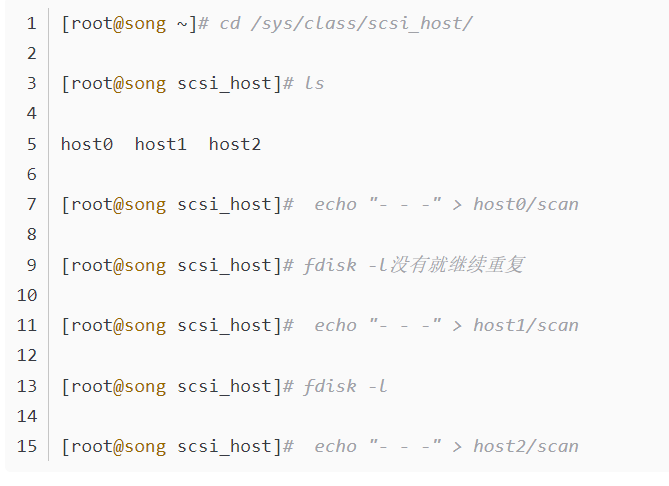 1 [root@song ~]# cd /sys/class/scsi_host/
2
3 [root@song scsi_host]# ls
4
5 host0  host1  host2
6
7 [root@song scsi_host]#  echo "- - -" > host0/scan
8
9 [root@song scsi_host]# fdisk -l没有就继续重复
10
11 [root@song scsi_host]#  echo "- - -" > host1/scan
12
13 [root@song scsi_host]# fdisk -l
14
15 [root@song scsi_host]#  echo "- - -" > host2/scan